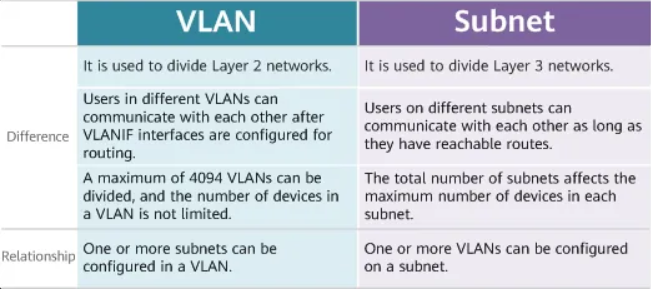 VLAN
Subnet
Difference
It is used to divide Layer 2 networks.
It is used to divide Layer 3 networks.
Users in different VLANs can
communicate with each other after
VLANIF interfaces are configured for
routing.
Users on different subnets can
communicate with each other as long as
they have reachable routes.
A maximum of 4094 VLANs can be
divided, and the number of devices in
a VLAN is not limited.
The total number of subnets affects the
maximum number of devices in each
subnet.
Relationship
One or more subnets can be
configured in a VLAN.
One or more VLANs can be configured
on a subnet.